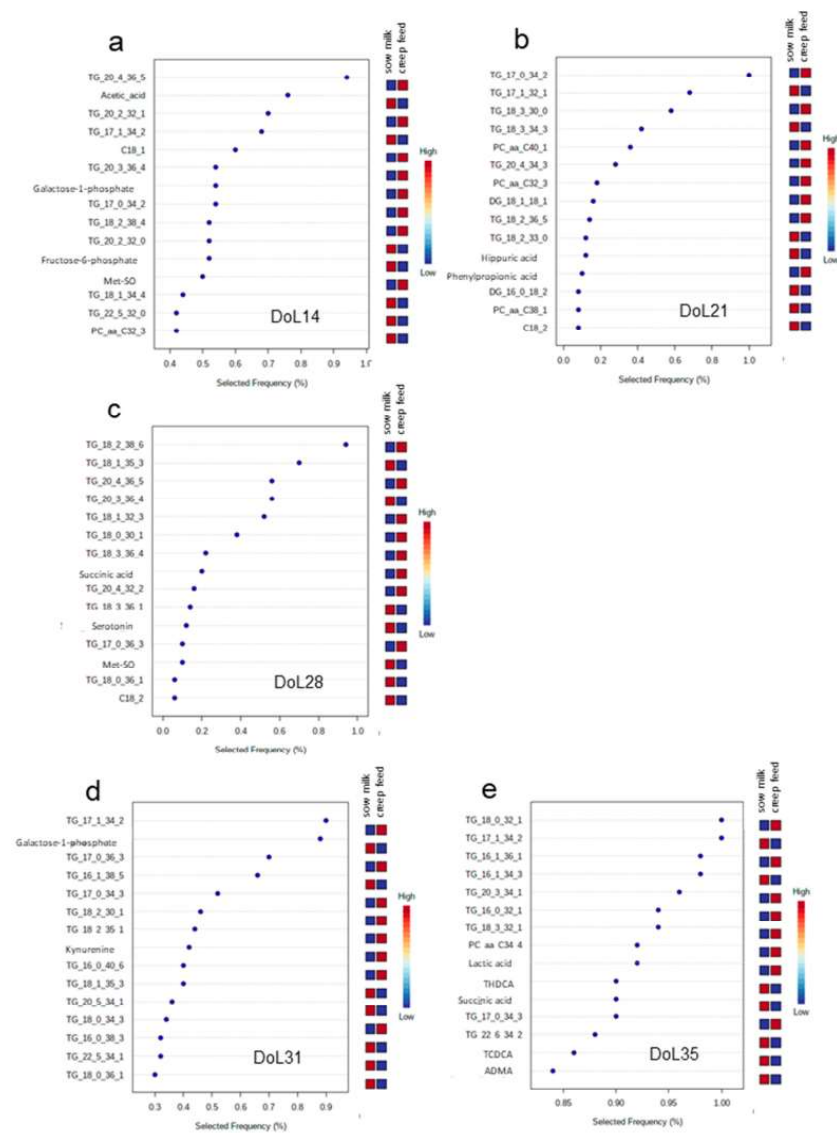 a
sow milk
creep feed
TG_20_4_36_5
Acetic_acid
TG_20_2_32_1
TG_17_1_34_2
C18_1
TG_20_3_36_4
Galactose-1-phosphate
TG_17_0_34_2
TG_18_2_38_4
TG_20_2_32_0
Fructose-6-phosphate
Met-SO
TG_18_1_34_4
TG_22_5_32_0
PC_aa_C32_3
DoL14
High
Low
0.4 0.5 0.6 0.7 0.8 0.9 1.0
Selected Frequency (%)
b
sow milk
creep feed
TG_17_0_34_2
TG_17_1_32_1
TG_18_3_30_0
TG_18_3_34_3
PC_aa_C40_1
TG_20_4_34_3
PC_aa_C32_3
DG_18_1_18_1
TG_18_2_36_5
TG_18_2_33_0
Hippuric acid
Phenylpropionic acid
DG_16_0_18_2
PC_aa_C38_1
C18_2
DoL21
High
Low
0.0 0.2 0.4 0.6 0.8 1.0
Selected Frequency (%)
c
sow milk
creep feed
TG_18_2_38_6
TG_18_1_35_3
TG_20_4_36_5
TG_20_3_36_4
TG_18_1_32_3
TG_18_0_30_1
TG_18_3_36_4
Succinic acid
TG_20_4_32_2
TG_18_3_36_1
Serotonin
TG_17_0_36_3
Met-SO
TG_18_0_36_1
C18_2
DoL28
High
Low
0.0 0.2 0.4 0.6 0.8 1.0
Selected Frequency (%)
d
sow milk
creep feed
TG_17_1_34_2
Galactose-1-phosphate
TG_17_0_36_3
TG_16_1_38_5
TG_17_0_34_3
TG_18_2_30_1
TG_18_2_35_1
Kynurenine
TG_16_0_40_6
TG_18_1_35_3
TG_20_5_34_1
TG_18_0_34_3
TG_16_0_38_3
TG_22_5_34_1
TG_18_0_36_1
DoL31
High
Low
0.3 0.4 0.5 0.6 0.7 0.8 0.9
Selected Frequency (%)
e
sow milk
creep feed
TG_18_0_32_1
TG_17_1_34_2
TG_16_1_36_1
TG_16_1_34_3
TG_20_3_34_1
TG_16_0_32_1
TG_18_3_32_1
PC_aa_C34_4
Lactic acid
THDCA
Succinic acid
TG_17_0_34_3
TG_22_6_34_2
TCDCA
ADMA
DoL35
High
Low
0.85 0.90 0.95 1.00
Selected Frequency (%)